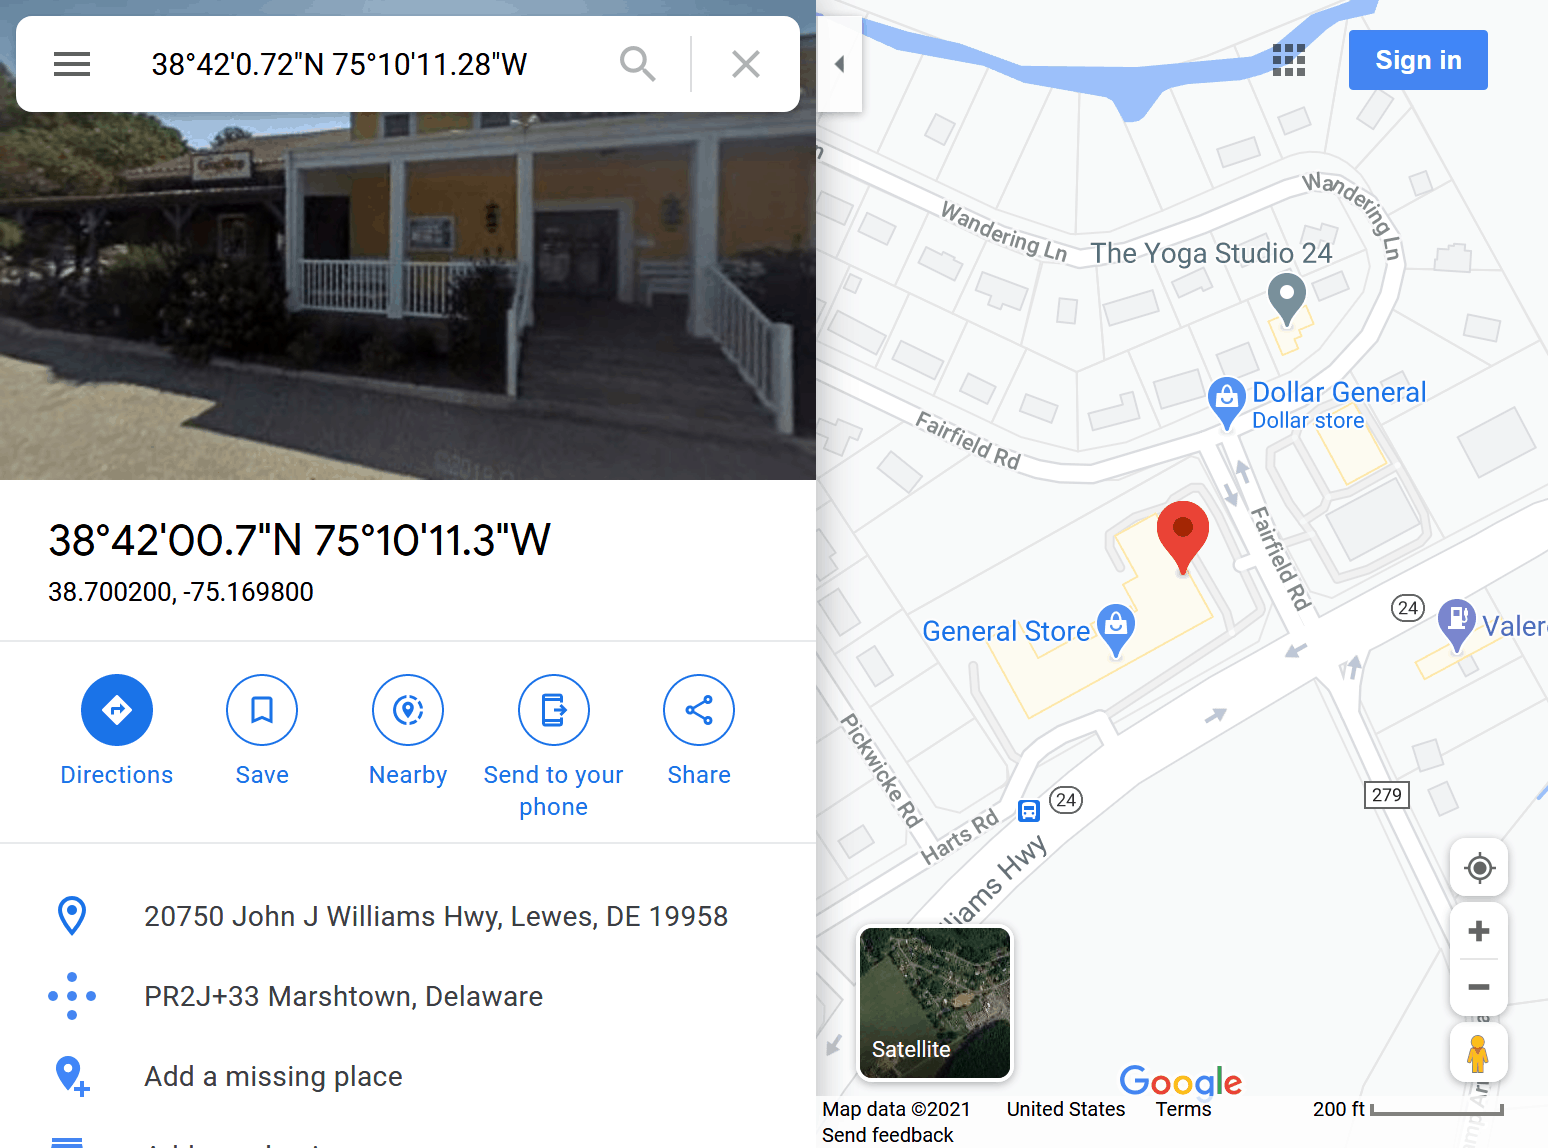 38°42'0.72"N 75°10'11.28"W
38°42'00.7"N 75°10'11.3"W
38.700200, -75.169800
Directions
Save
Nearby
Send to your
phone
Share
20750 John J Williams Hwy, Lewes, DE 19958
PR2J+33 Marshtown, Delaware
Add a missing place
Sign in
Wandering Ln
Wandering Ln
The Yoga Studio 24
Dollar General
Dollar store
Fairfield Rd
Fairfield Rd
General Store
24
Valer
Pickwicke Rd
279
24
Harts Rd
lliams Hwy
Satellite
Google
Map data ©2021 United States Terms 200 ft
Send feedback